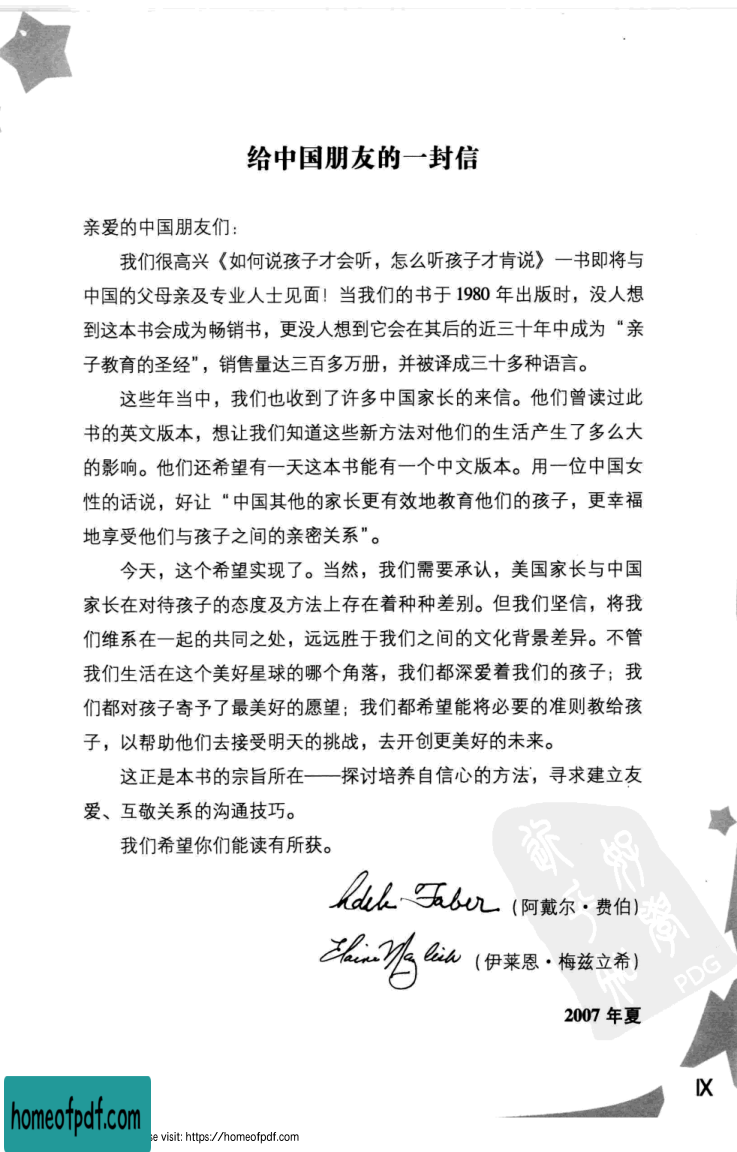 给中国朋友的一封信
亲爱的中国朋友们：
我们很高兴《如何说孩子才会听，怎么听孩子才肯说》一书即将与
中国的父母亲及专业人士见面！当我们的书于 1980 年出版时，没人想
到这本书会成为畅销书，更没人想到它会在其后的近三十年中成为“亲
子教育的圣经”，销售量达三百多万册，并被译成三十多种语言。
这些年当中，我们也收到了许多中国家长的来信。他们曾读过此
书的英文版本，想让我们知道这些新方法对他们的生活产生了多么大
的影响。他们还希望有一天这本书能有一个中文版本。用一位中国女
性的话说，好让“中国其他的家长更有效地教育他们的孩子，更幸福
地享受他们与孩子之间的亲密关系”。
今天，这个希望实现了。当然，我们需要承认，美国家长与中国
家长在对待孩子的态度及方法上存在着种种差别。但我们坚信，将我
们维系在一起的共同之处，远远胜于我们之间的文化背景差异。不管
我们生活在这个美好星球的哪个角落，我们都深爱着我们的孩子；我
们都对孩子寄予了最美好的愿望；我们都希望能将必要的准则教给孩
子，以帮助他们去接受明天的挑战，去开创更美好的未来。
这正是本书的宗旨所在——探讨培养自信心的方法，寻求建立友
爱、互敬关系的沟通技巧。
我们希望你们能读有所获。
Adele Faber（阿戴尔·费伯）
Elaine Mazlish（伊莱恩·梅兹立希）
2007 年夏
PDG
IX
homeofpdf.com
se visit: https://homeofpdf.com